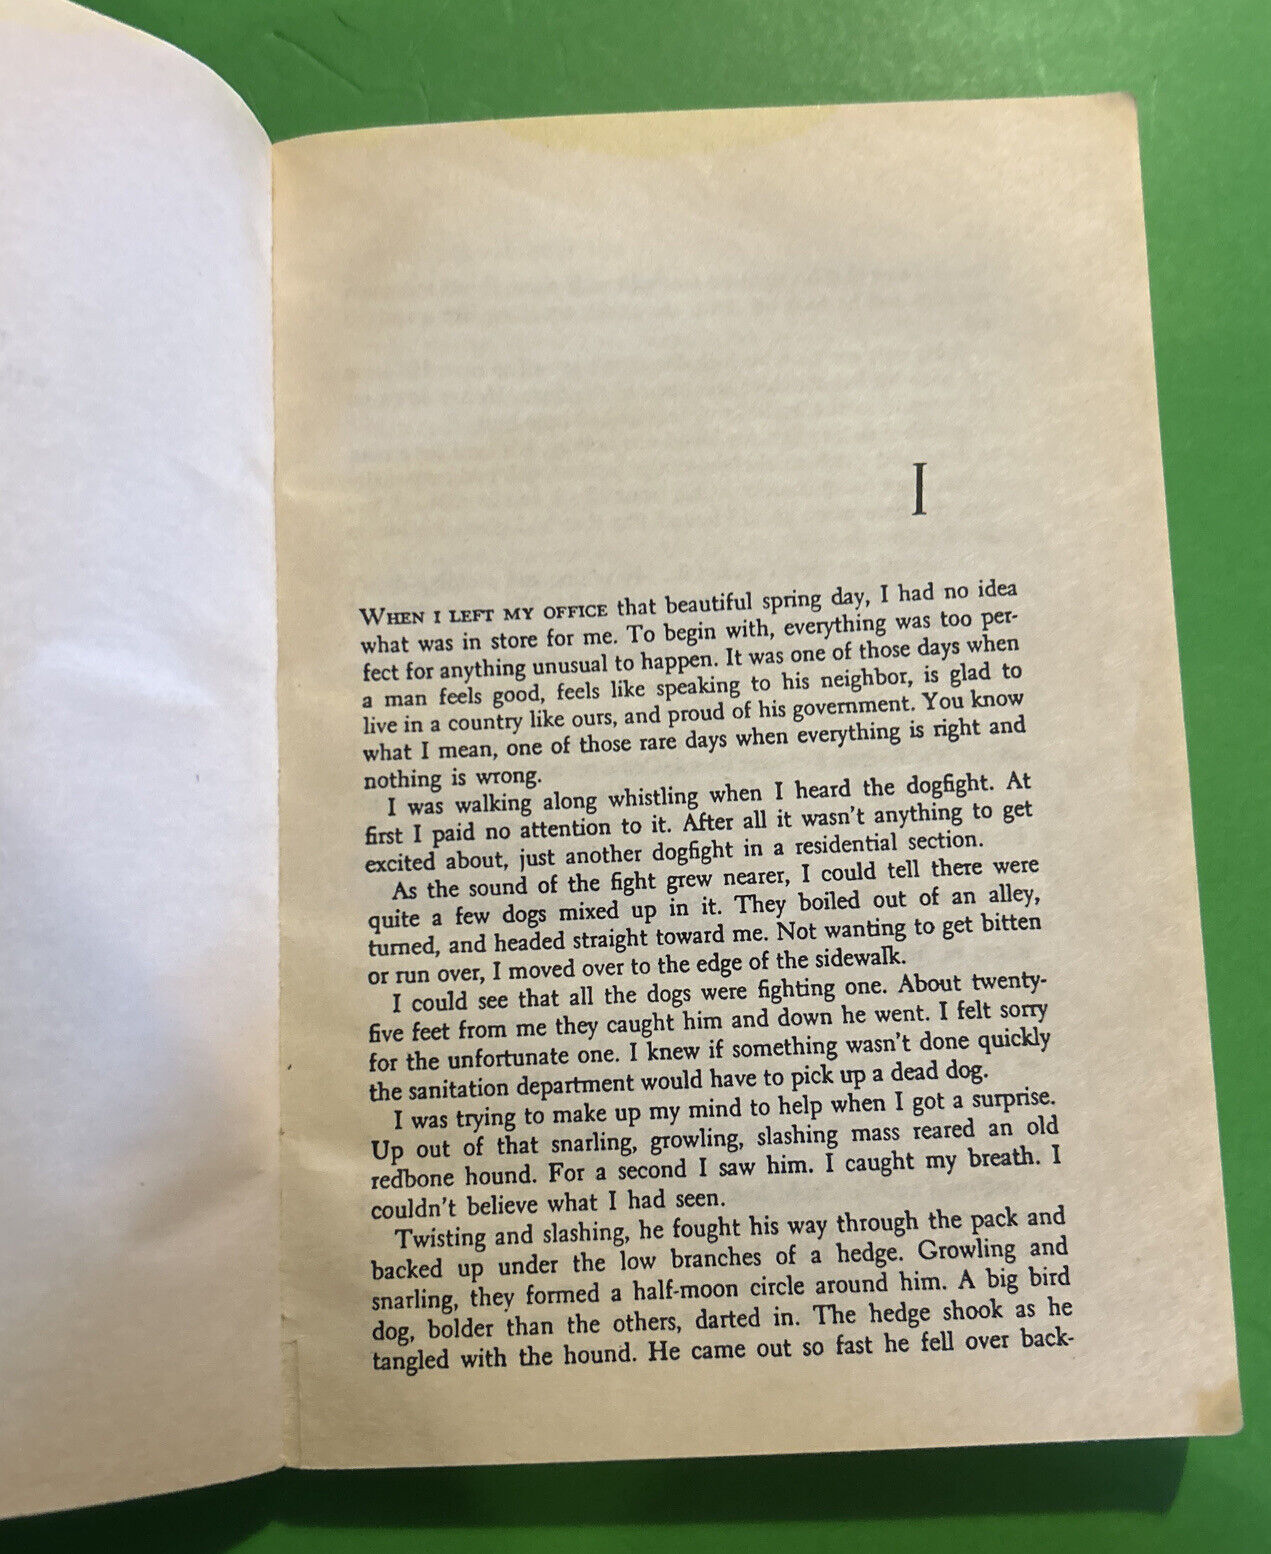 I
WHEN I LEFT MY OFFICE that beautiful spring day, I had no idea
what was in store for me. To begin with, everything was too per-
fect for anything unusual to happen. It was one of those days when
a man feels good, feels like speaking to his neighbor, is glad to
live in a country like ours, and proud of his government. You know
what I mean, one of those rare days when everything is right and
nothing is wrong.
I was walking along whistling when I heard the dogfight. At
first I paid no attention to it. After all it wasn't anything to get
excited about, just another dogfight in a residential section.
As the sound of the fight grew nearer, I could tell there were
quite a few dogs mixed up in it. They boiled out of an alley,
turned, and headed straight toward me. Not wanting to get bitten
or run over, I moved over to the edge of the sidewalk.
I could see that all the dogs were fighting one. About twenty-
five feet from me they caught him and down he went. I felt sorry
for the unfortunate one. I knew if something wasn't done quickly
the sanitation department would have to pick up a dead dog.
I was trying to make up my mind to help when I got a surprise.
Up out of that snarling, growling, slashing mass reared an old
redbone hound. For a second I saw him. I caught my breath. I
couldn't believe what I had seen.
Twisting and slashing, he fought his way through the pack and
backed up under the low branches of a hedge. Growling and
snarling, they formed a half-moon circle around him. A big bird
dog, bolder than the others, darted in. The hedge shook as he
tangled with the hound. He came out so fast he fell over back-